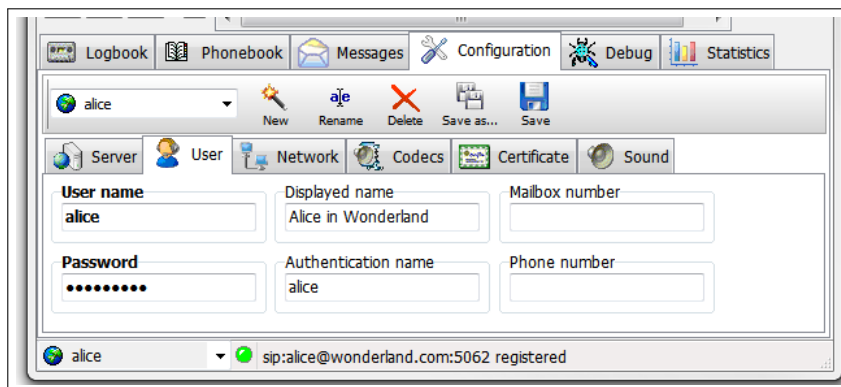 Logbook Phonebook Messages Configuration Debug Statistics
alice
New Rename Delete Save as... Save
Server User Network Codecs Certificate Sound
User name Displayed name Mailbox number
alice Alice in Wonderland
Password Authentication name Phone number
●●●●●●●●● alice
alice sip:alice@wonderland.com:5062 registered